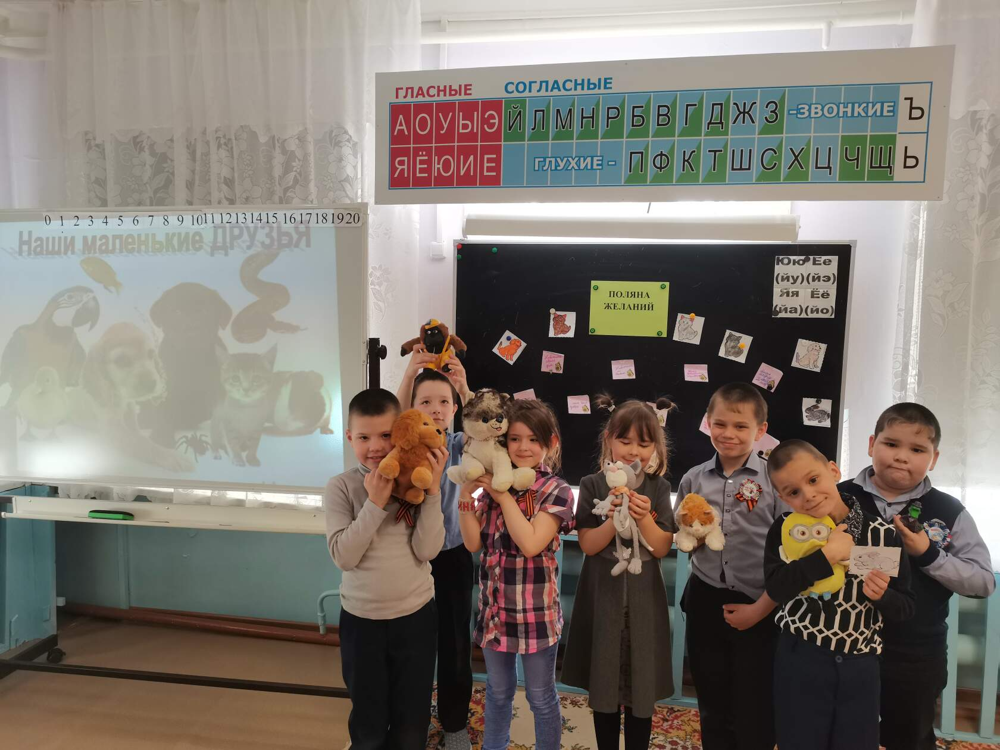 ГЛАСНЫЕ СОГЛАСНЫЕ
А О У Ы Э Й Л М Н Р Б В Г Д Ж З -ЗВОНКИЕ Ъ
Я Ё Ю И Е ГЛУХИЕ - П Ф К Т Ш С Х Ц Ч Щ Ь
0 1 2 3 4 5 6 7 8 9 10 11 12 13 14 15 16 17 18 19 20
Наши маленькие ДРУЗЬЯ
ПОЛЯНА
ЖЕЛАНИЙ
Юю Ее
(йу) (йэ)
Яя Ёё
(йа) (йо)